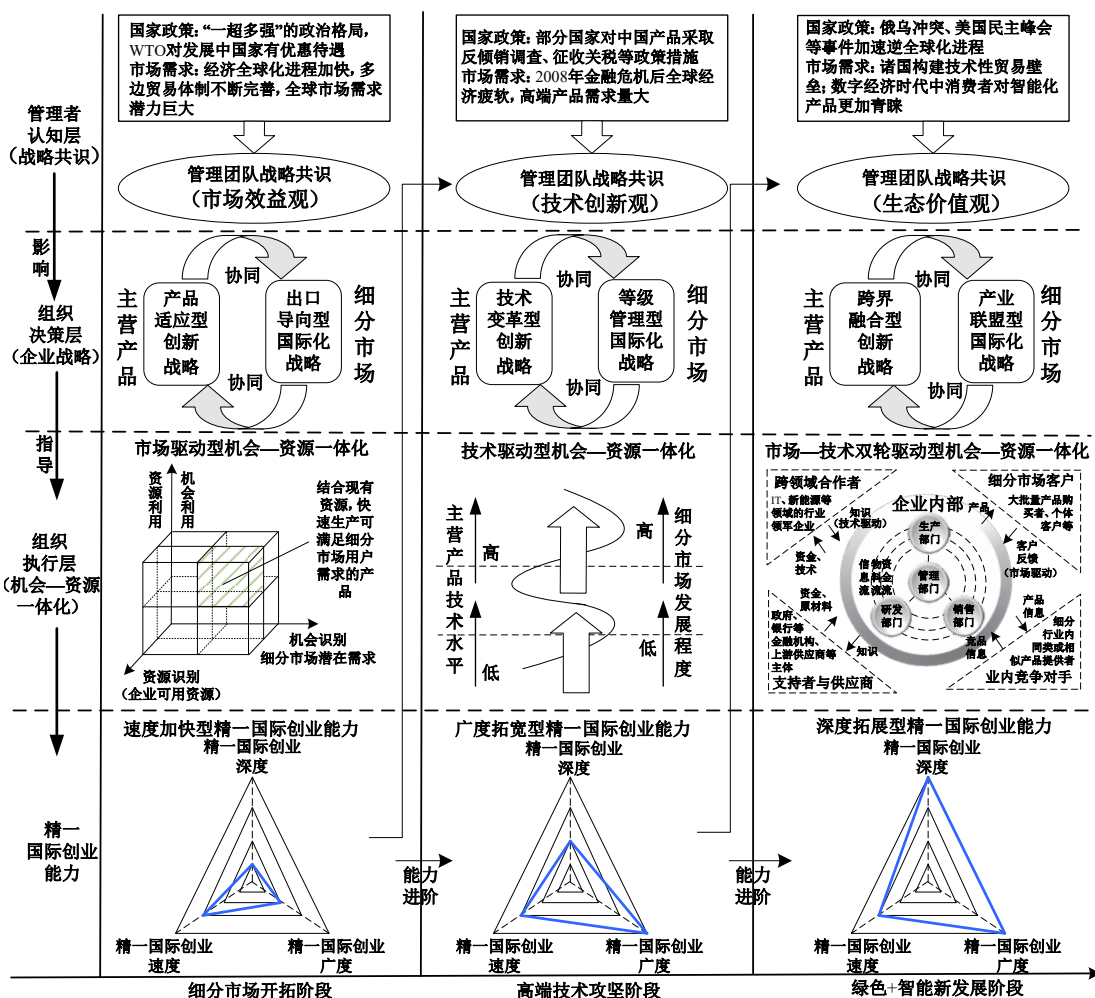 国家政策：“一超多强”的政治格局，
WTO对发展中国家有优惠待遇
市场需求：经济全球化进程加快，多
边贸易体制不断完善，全球市场需求
潜力巨大
国家政策：部分国家对中国产品采取
反倾销调查、征收关税等政策措施
市场需求：2008年金融危机后全球经
济疲软，高端产品需求量大
国家政策：俄乌冲突、美国民主峰会
等事件加速逆全球化进程
市场需求：诸国构建技术性贸易壁
垒；数字经济时代中消费者对智能化
产品更加青睐
管理者
认知层
（战略共识）
管理团队战略共识
（市场效益观）
管理团队战略共识
（技术创新观）
管理团队战略共识
（生态价值观）
影响
组织
决策层
（企业战略）
主营产品
协同
产品
适应型
创新
战略
出口
导向型
国际化
战略
协同
细分市场
主营产品
协同
技术
变革型
创新
战略
等级
管理型
国际化
战略
协同
细分市场
主营产品
协同
跨界
融合型
创新
战略
产业
联盟型
国际化
战略
协同
细分市场
指导
组织
执行层
（机会—资源
一体化）
市场驱动型机会—资源一体化
资源利用
机会利用
结合现有
资源，快
速生产可
满足细分
市场用户
需求的产
品
机会识别
细分市场潜在需求
资源识别
（企业可用资源）
技术驱动型机会—资源一体化
主营产品技术水平
高
低
高
低
细分市场发展程度
市场—技术双轮驱动型机会—资源一体化
跨领域合作者
IT、新能源等
领域的行业
领军企业
细分市场客户
大批量产品购
买者、个体
客户等
企业内部
产品
知识
（技术驱动）
生产
部门
资金、
技术
客户
反馈
（市场驱动）
信息流
物料流
资金流
管理
部门
资金、
原材料
研发
部门
销售
部门
产品
信息
竞品
信息
知识
政府、
银行等
金融机构、
上游供应商等
主体
支持者与供应商
细分
行业内
同类或相
似产品提供者
业内竞争对手
精一
国际创业
能力
速度加快型精一国际创业能力
精一国际创业
深度
精一国际创业
速度
精一国际创业
广度
能力
进阶
广度拓宽型精一国际创业能力
精一国际创业
深度
精一国际创业
速度
精一国际创业
广度
能力
进阶
深度拓展型精一国际创业能力
精一国际创业
深度
精一国际创业
速度
精一国际创业
广度
细分市场开拓阶段
高端技术攻坚阶段
绿色+智能新发展阶段